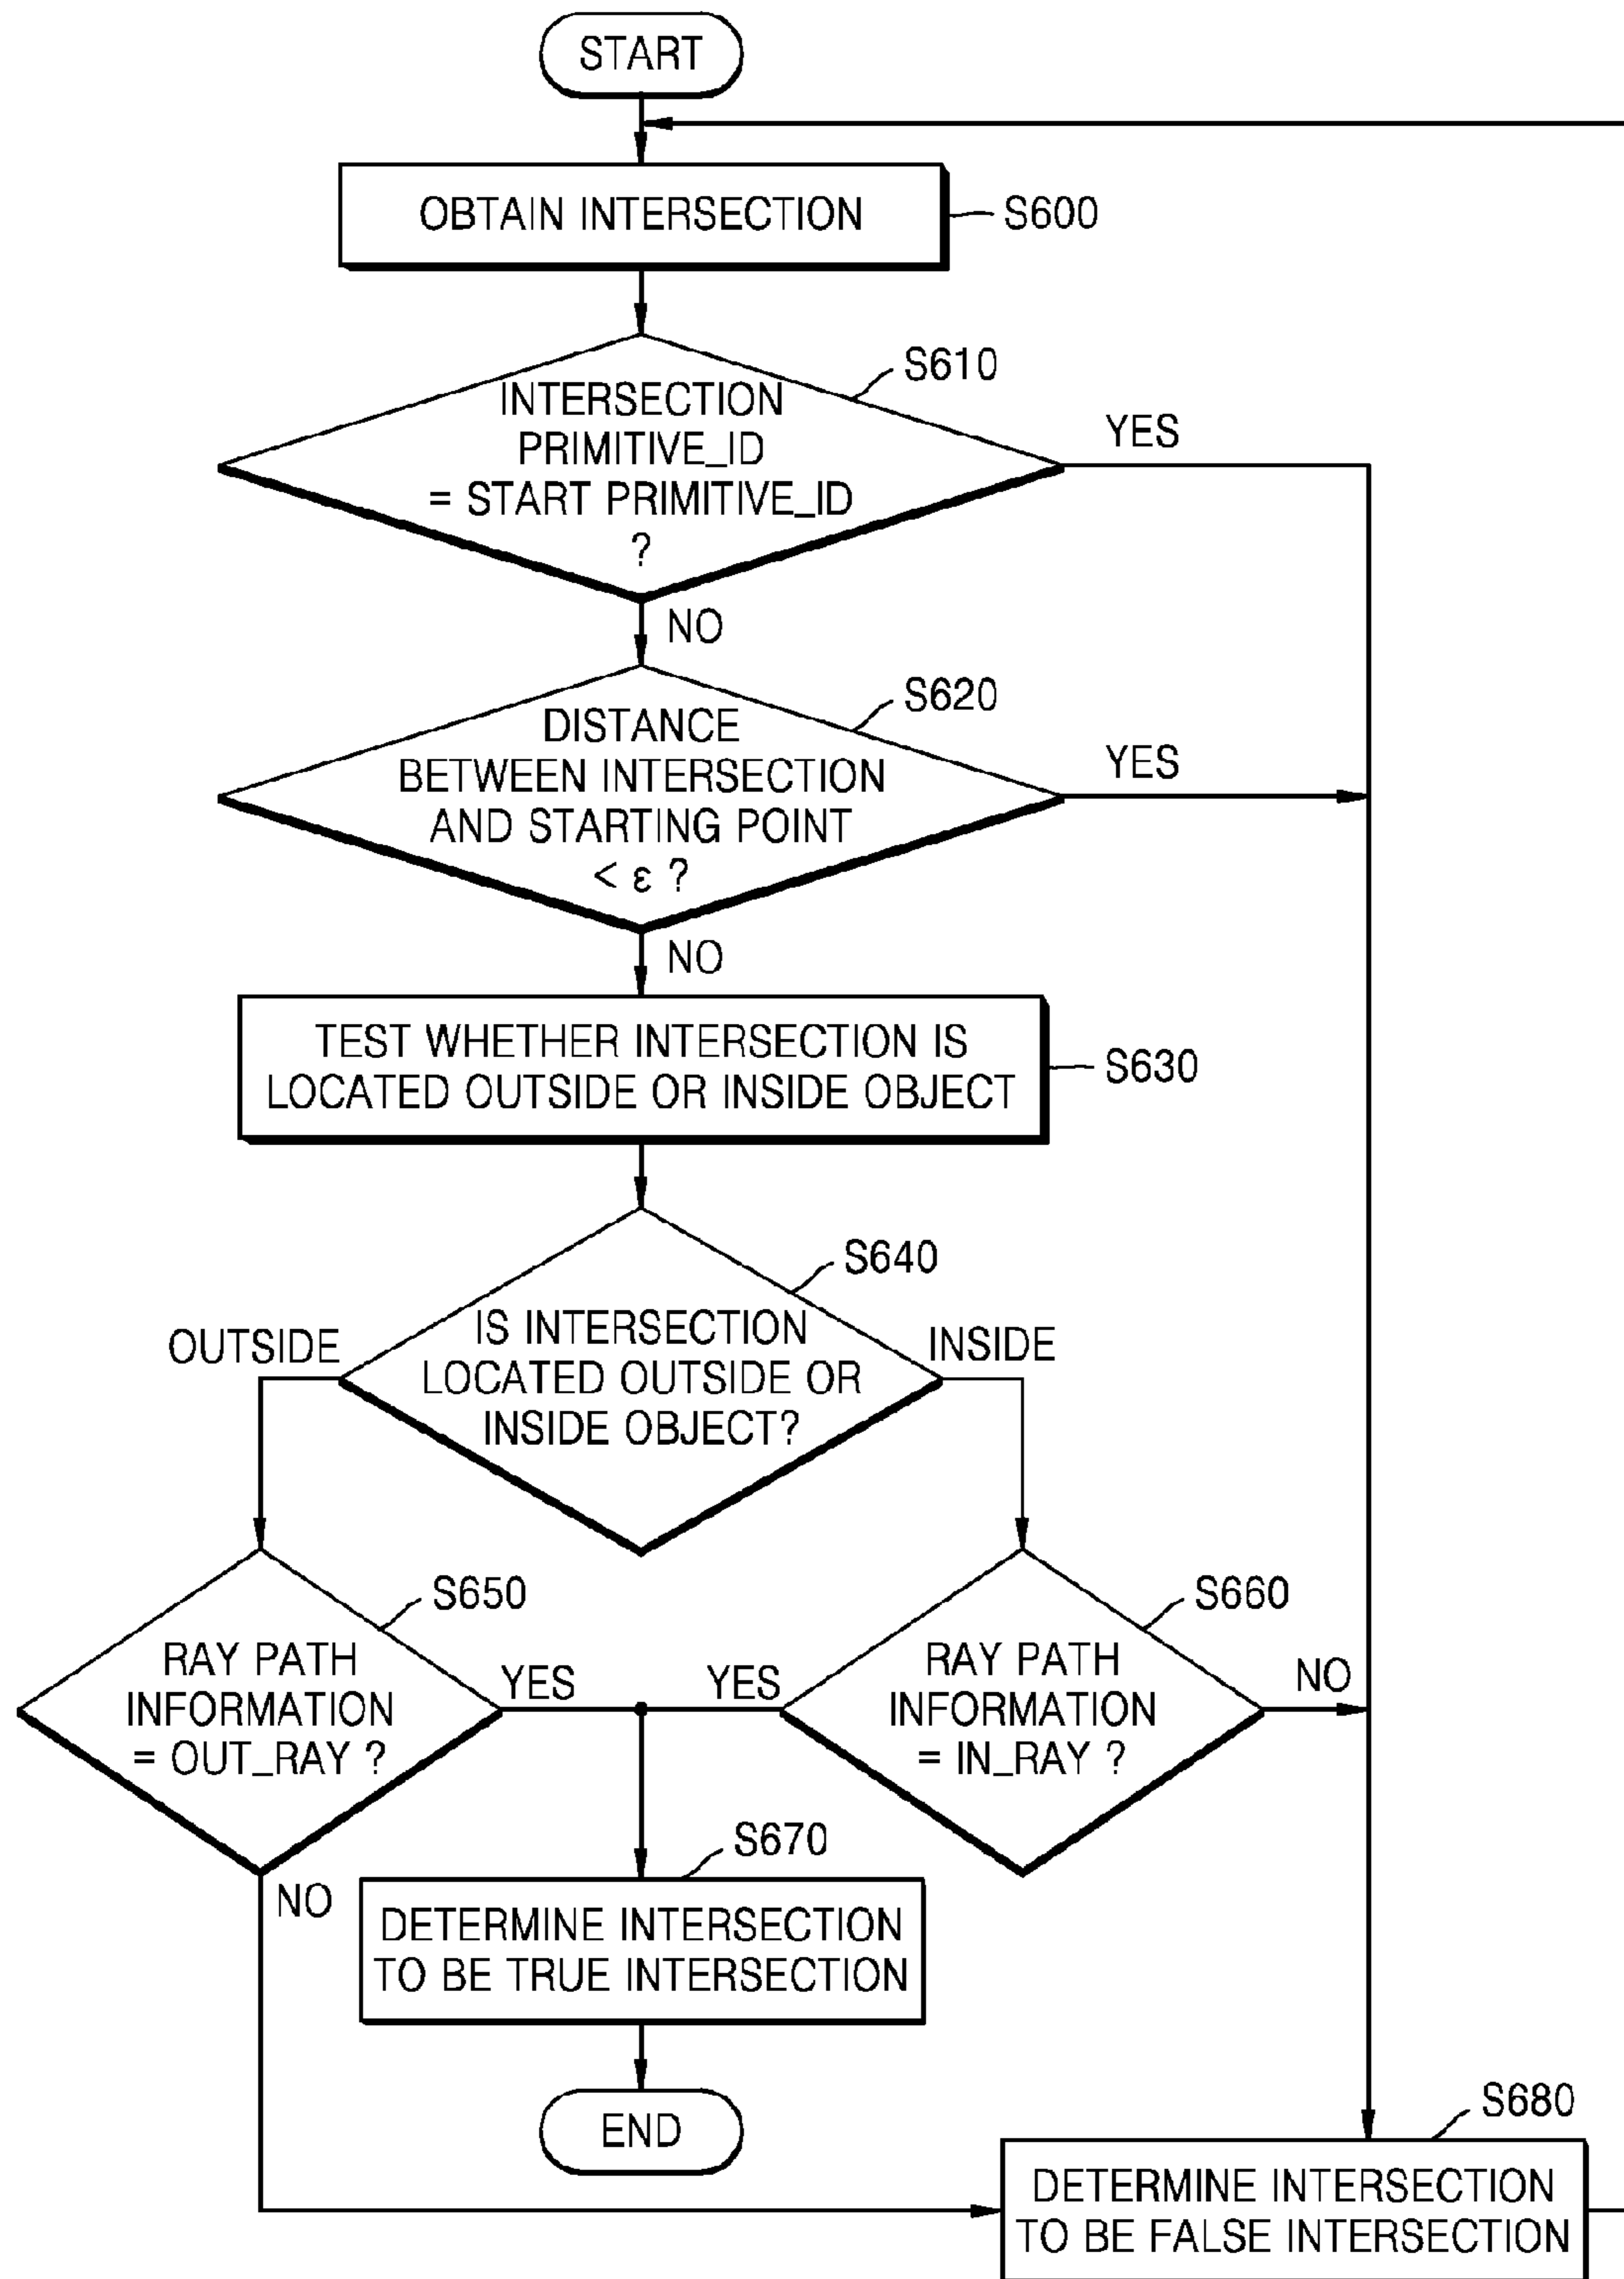 START
OBTAIN INTERSECTION
S600
S610
INTERSECTION
PRIMITIVE_ID
= START PRIMITIVE_ID
?
YES
NO
S620
DISTANCE
BETWEEN INTERSECTION
AND STARTING POINT
< ε ?
YES
NO
TEST WHETHER INTERSECTION IS
LOCATED OUTSIDE OR INSIDE OBJECT
S630
S640
IS INTERSECTION
LOCATED OUTSIDE OR
INSIDE OBJECT?
OUTSIDE
INSIDE
S650
RAY PATH
INFORMATION
= OUT_RAY ?
YES
NO
S660
RAY PATH
INFORMATION
= IN_RAY ?
YES
NO
S670
DETERMINE INTERSECTION
TO BE TRUE INTERSECTION
END
S680
DETERMINE INTERSECTION
TO BE FALSE INTERSECTION